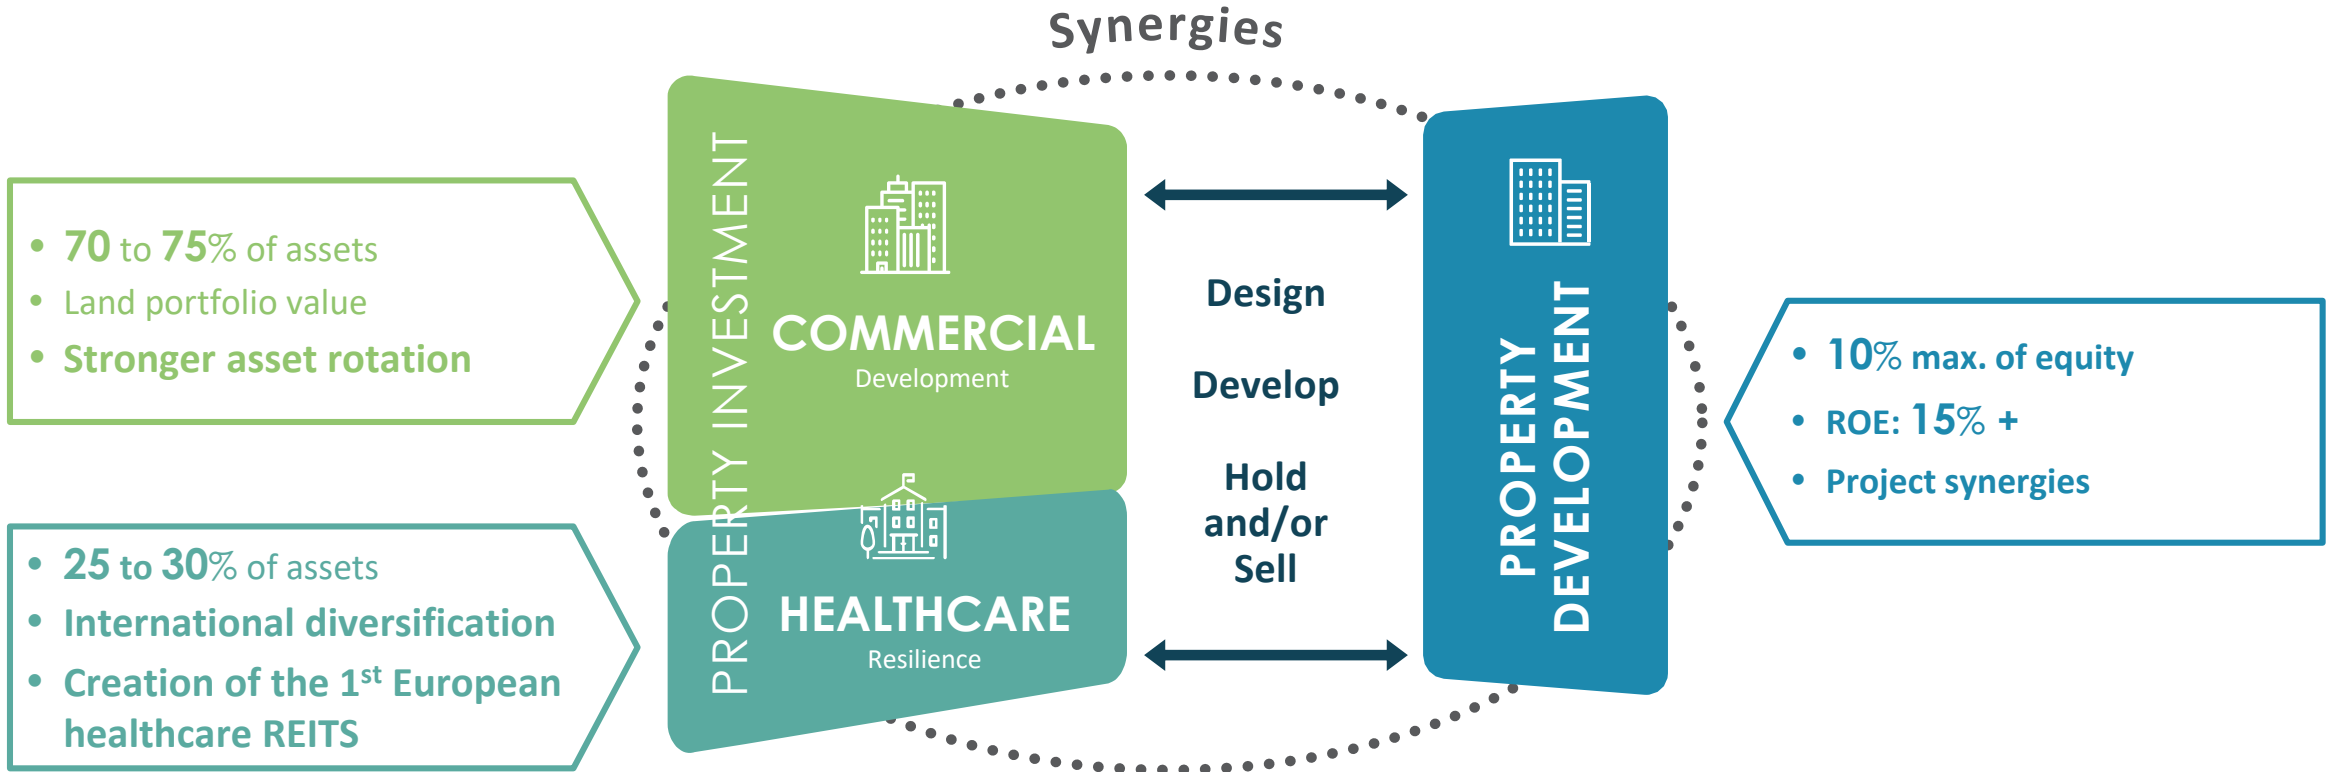 Synergies
• 70 to 75% of assets
• Land portfolio value
• Stronger asset rotation
• 25 to 30% of assets
• International diversification
• Creation of the 1st European
healthcare REITS
PROPERTY INVESTMENT
COMMERCIAL
Development
HEALTHCARE
Resilience
Design
Develop
Hold
and/or
Sell
PROPERTY
DEVELOPMENT
• 10% max. of equity
• ROE: 15% +
• Project synergies